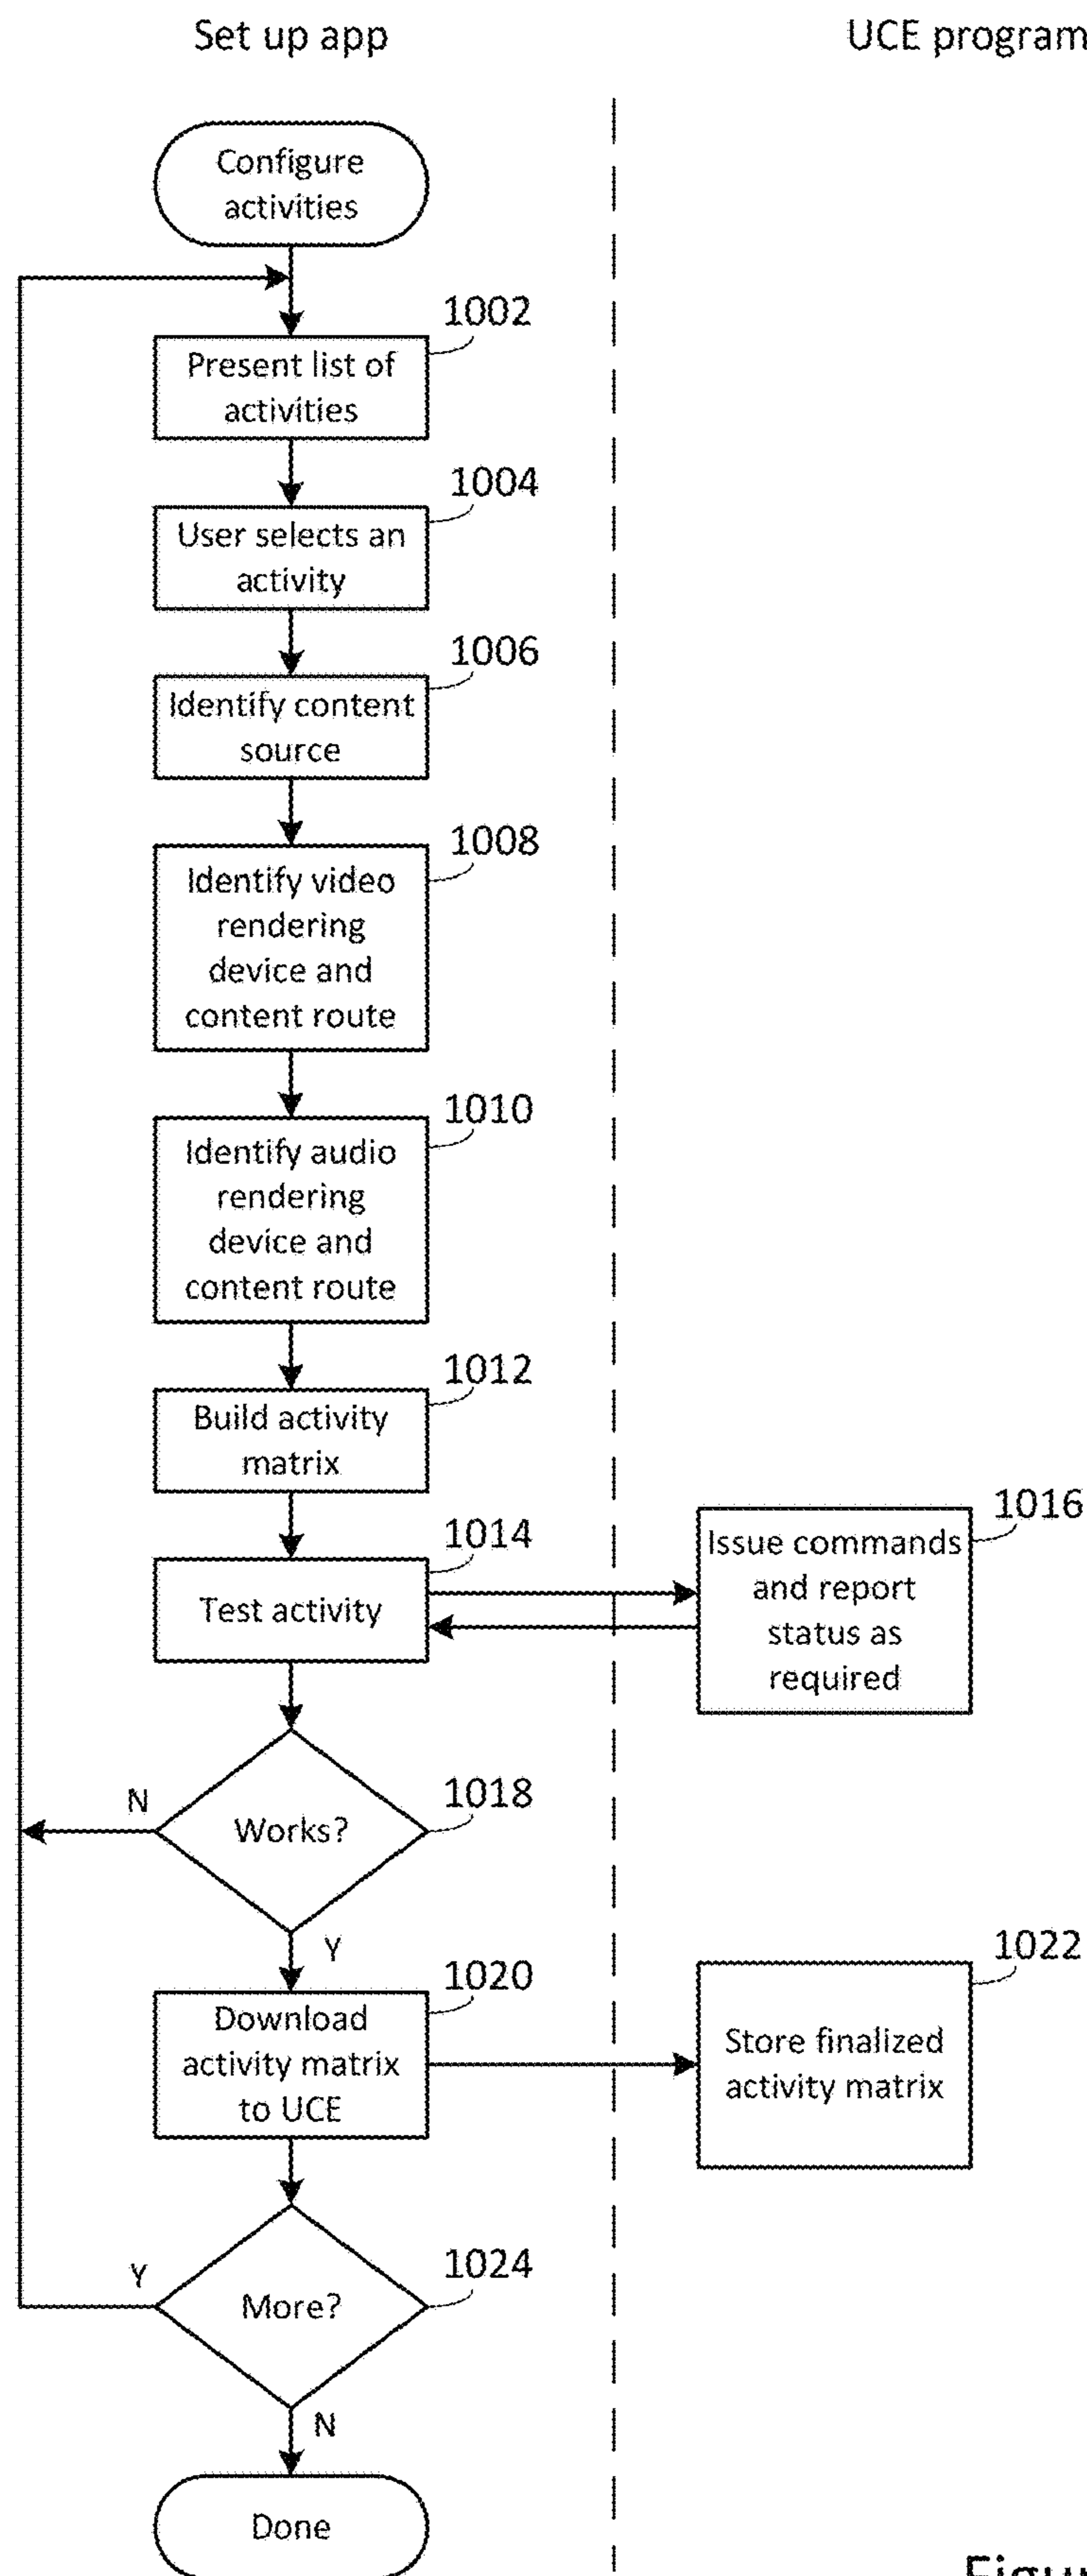 Set up app
UCE program
Configure
activities
1002
Present list of
activities
1004
User selects an
activity
1006
Identify content
source
1008
Identify video
rendering
device and
content route
1010
Identify audio
rendering
device and
content route
1012
Build activity
matrix
1014
Test activity
1016
Issue commands
and report
status as
required
1018
Works?
N
Y
1020
Download
activity matrix
to UCE
1022
Store finalized
activity matrix
1024
More?
Y
N
Done